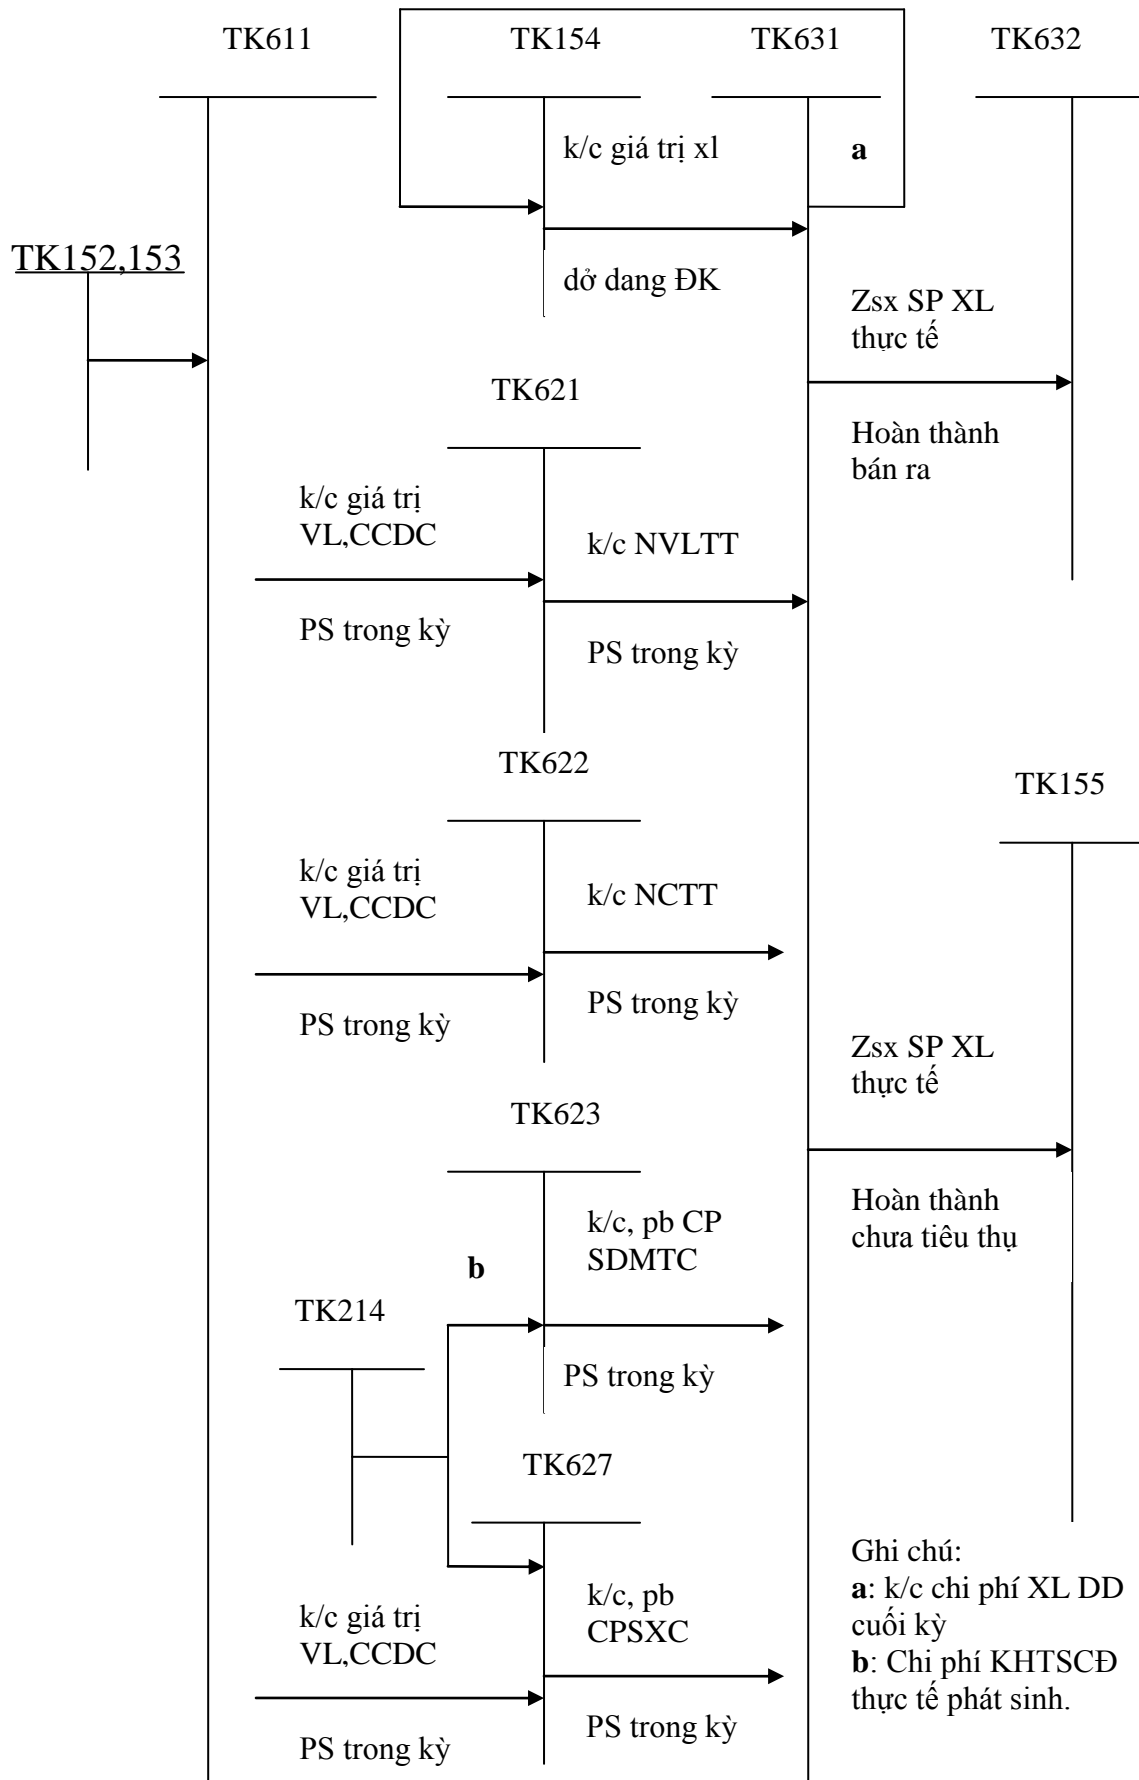 TK611
TK154
TK631
TK632
k/c giá trị xl
a
TK152,153
dở dang ĐK
Zsx SP XL
thực tế
TK621
Hoàn thành
bán ra
k/c giá trị
VL,CCDC
k/c NVLTT
PS trong kỳ
PS trong kỳ
TK622
TK155
k/c giá trị
VL,CCDC
k/c NCTT
PS trong kỳ
PS trong kỳ
Zsx SP XL
thực tế
TK623
Hoàn thành
chưa tiêu thụ
k/c, pb CP
SDMTC
b
TK214
PS trong kỳ
TK627
Ghi chú:
a: k/c chi phí XL DD
cuối kỳ
b: Chi phí KHTSCĐ
thực tế phát sinh.
k/c, pb
CPSXC
k/c giá trị
VL,CCDC
PS trong kỳ
PS trong kỳ